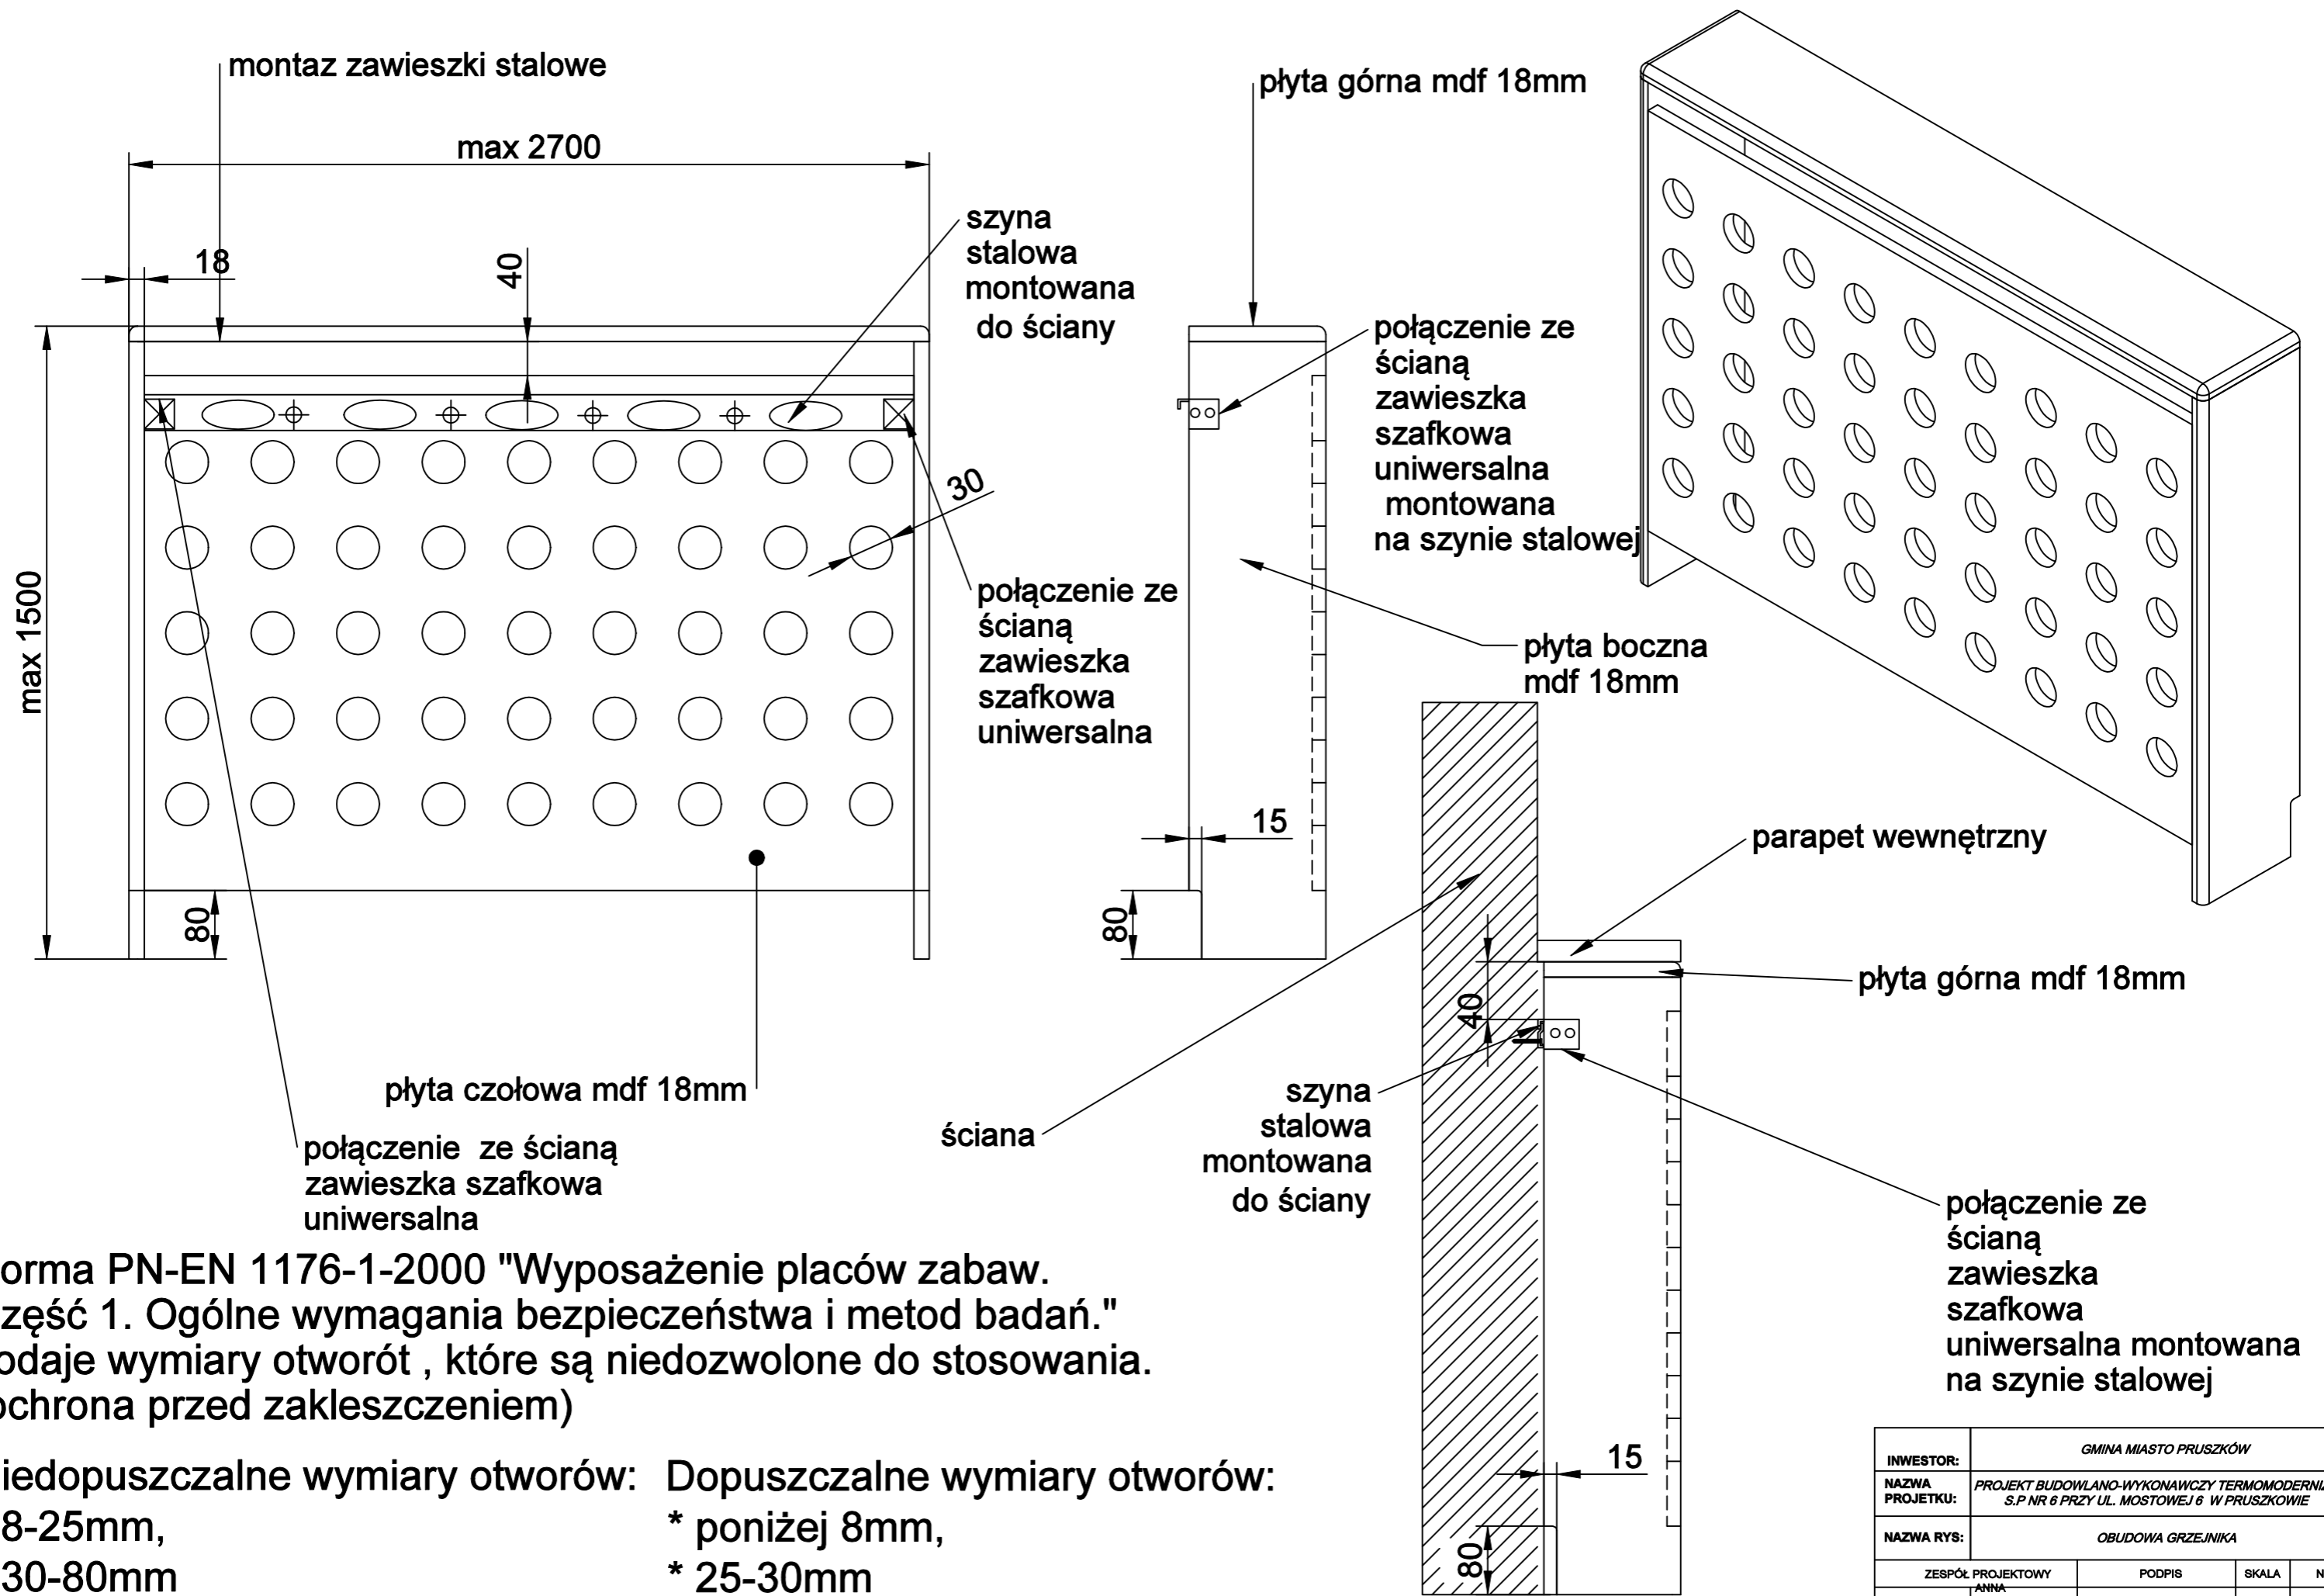 montaz zawieszki stalowe
max 2700
18
40
max 1500
80
szyna
stalowa
montowana
do ściany
30
połączenie ze
ścianą
zawieszka
szafkowa
uniwersalna
płyta czołowa mdf 18mm
połączenie ze ścianą
zawieszka szafkowa
uniwersalna
płyta górna mdf 18mm
połączenie ze
ścianą
zawieszka
szafkowa
uniwersalna
montowana
na szynie stalowej
płyta boczna
mdf 18mm
15
80
parapet wewnętrzny
płyta górna mdf 18mm
40
ściana
szyna
stalowa
montowana
do ściany
połączenie ze
ścianą
zawieszka
szafkowa
uniwersalna montowana
na szynie stalowej
15
80
orma PN-EN 1176-1-2000 "Wyposażenie placów zabaw.
zęść 1. Ogólne wymagania bezpieczeństwa i metod badań."
odaje wymiary otworót , które są niedozwolone do stosowania.
ochrona przed zakleszczeniem)
iedopuszczalne wymiary otworów:
8-25mm,
30-80mm
Dopuszczalne wymiary otworów:
* poniżej 8mm,
* 25-30mm
INWESTOR: GMINA MIASTO PRUSZKÓW
NAZWA PROJETKU: PROJEKT BUDOWLANO-WYKONAWCZY TERMOMODERNIZ
S.P NR 6 PRZY UL. MOSTOWEJ 6 W PRUSZKOWIE
NAZWA RYS: OBUDOWA GRZEJNIKA
ZESPÓŁ PROJEKTOWY PODPIS SKALA N
ANNA